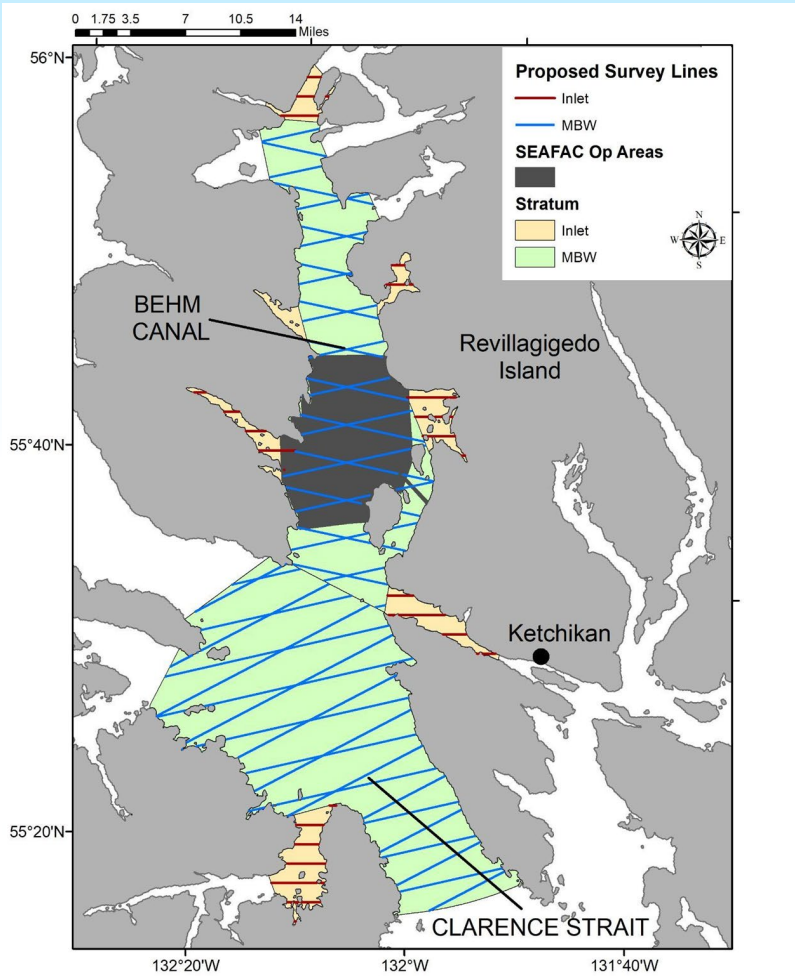 0 1.75 3.5 7 10.5 14
Miles
56°N
Proposed Survey Lines
Inlet
MBW
SEAFAC Op Areas
Stratum
Inlet
MBW
N
W E
S
BEHM
CANAL
Revillagigedo
Island
55°40'N
Ketchikan
55°20'N
CLARENCE STRAIT
132°20'W 132°W 131°40'W